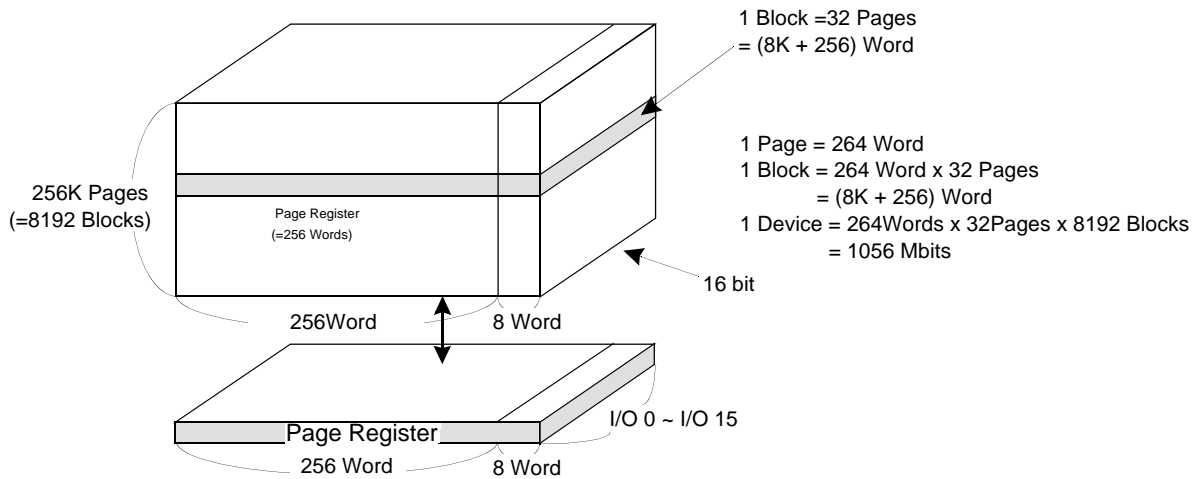 1 Block =32 Pages
= (8K + 256) Word
256K Pages
(=8192 Blocks)
Page Register
(=256 Words)
1 Page = 264 Word
1 Block = 264 Word x 32 Pages
= (8K + 256) Word
1 Device = 264Words x 32Pages x 8192 Blocks
= 1056 Mbits
16 bit
256Word
8 Word
I/O 0 ~ I/O 15
Page Register
256 Word
8 Word